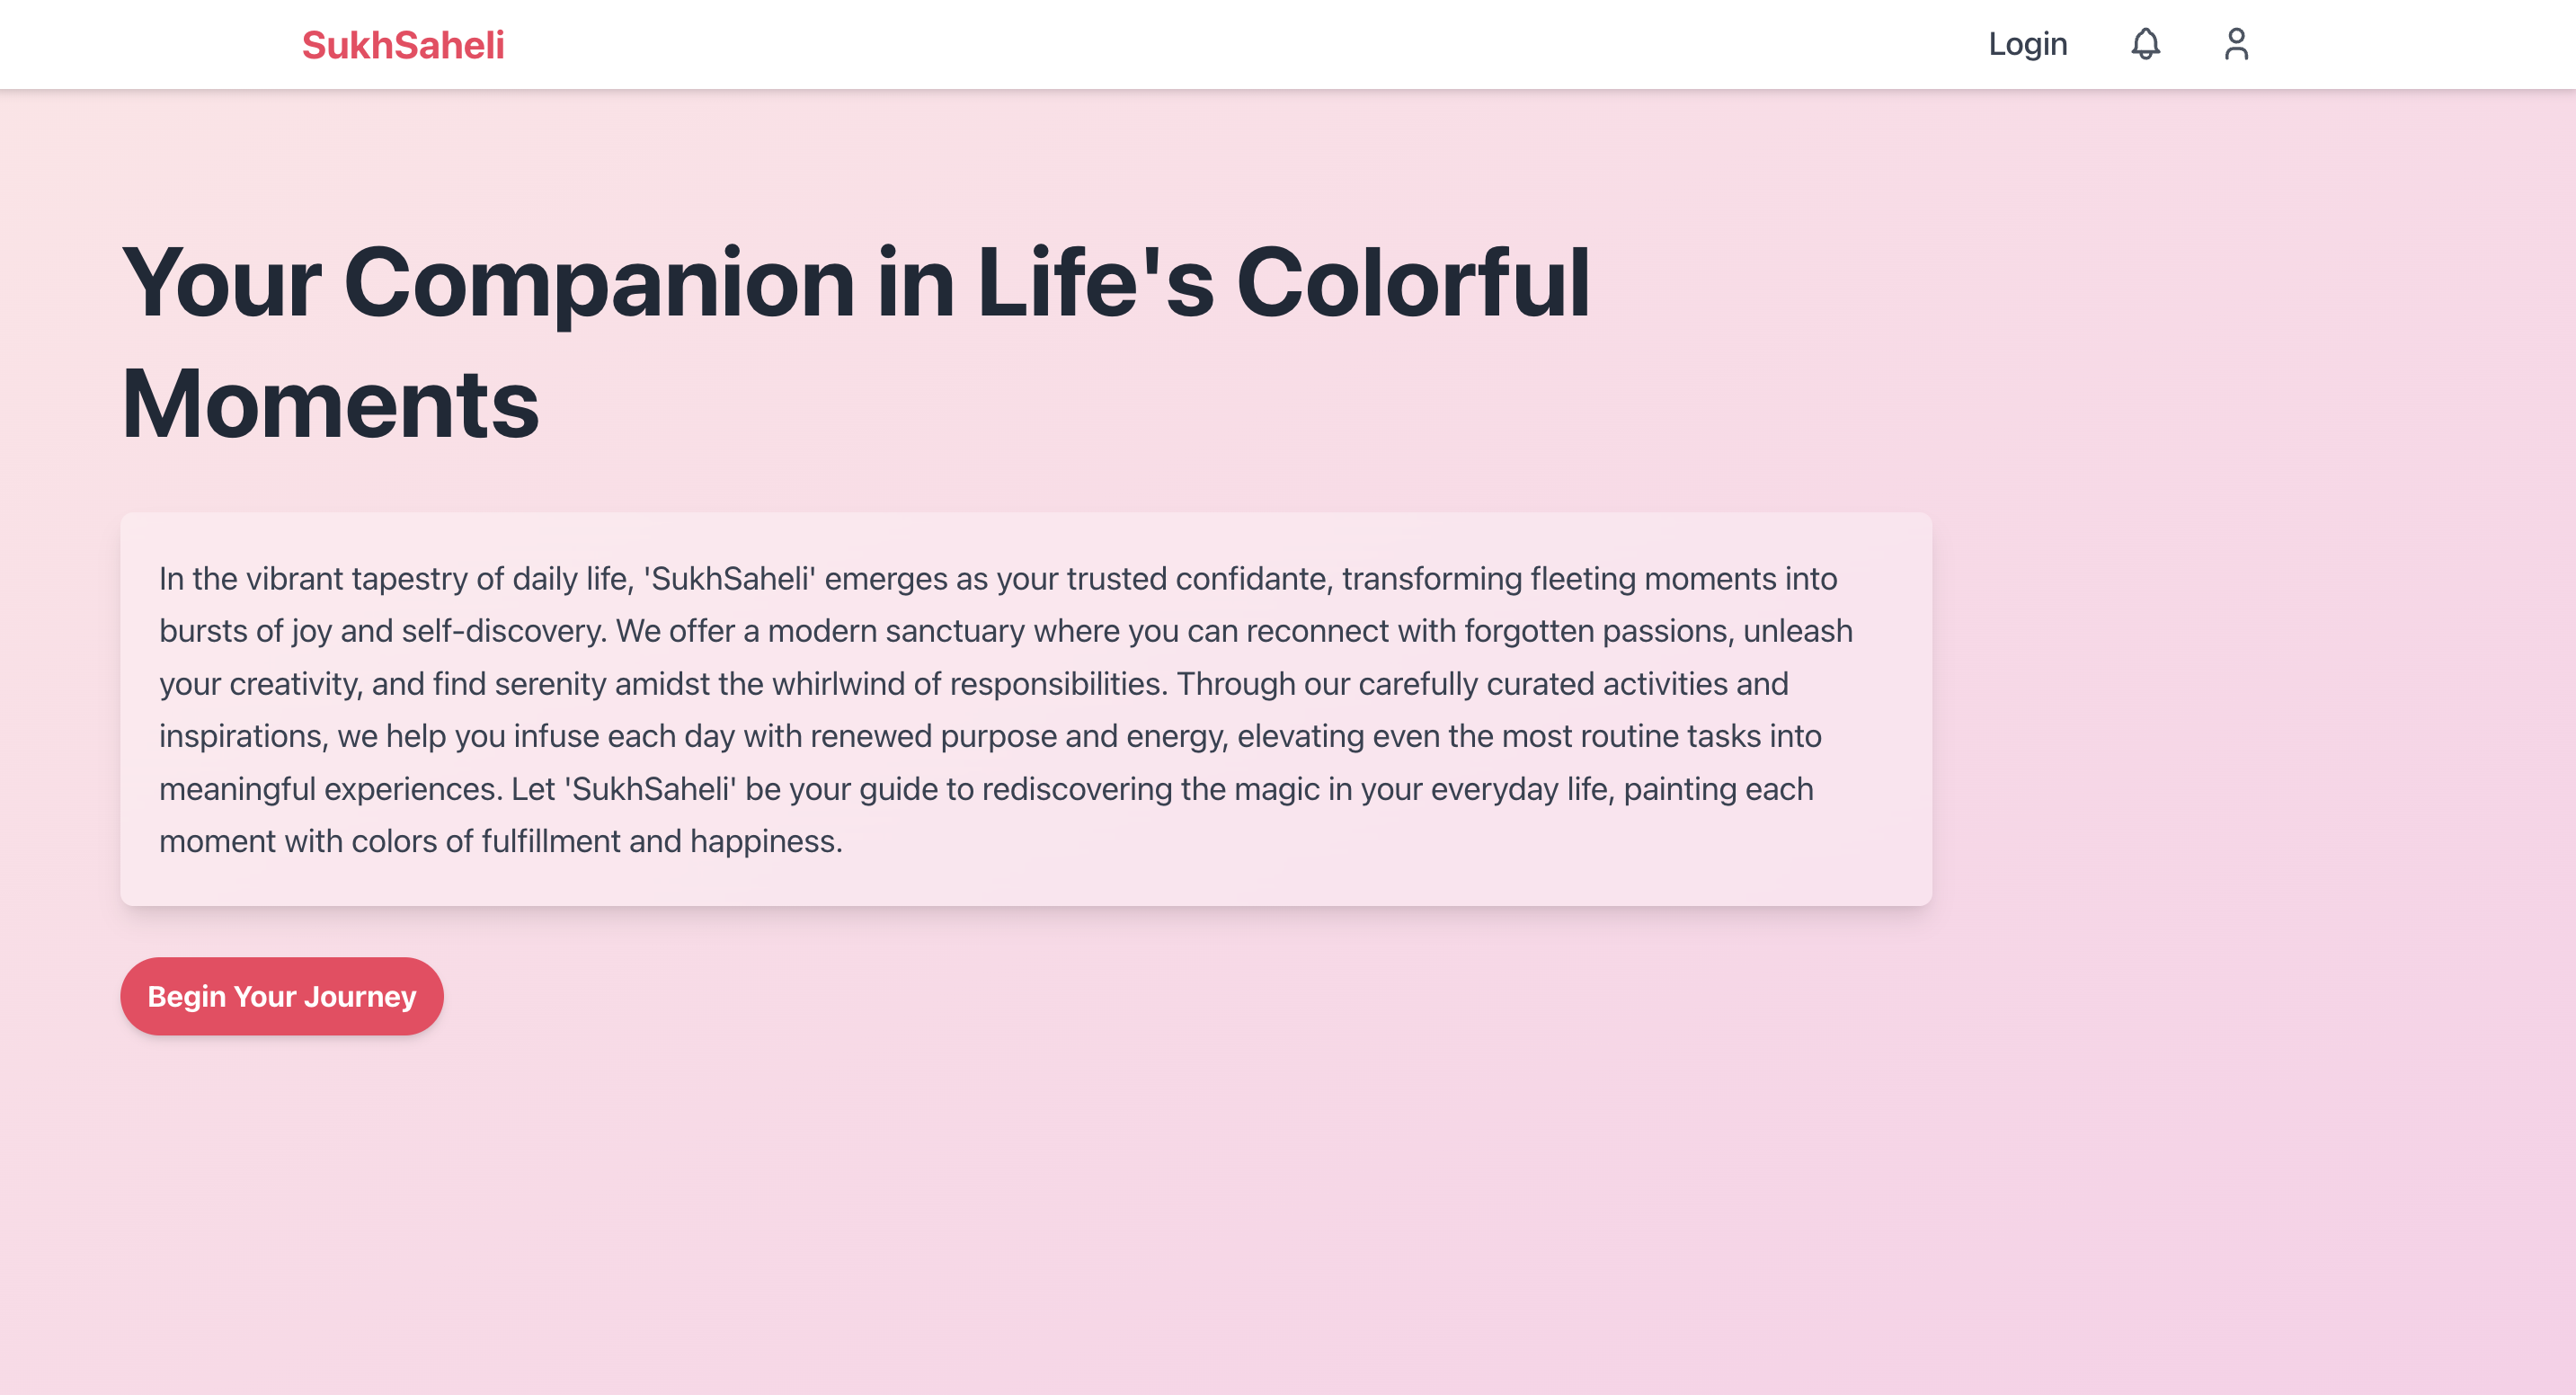 SukhSaheli
Login
Your Companion in Life's Colorful
Moments
In the vibrant tapestry of daily life, 'SukhSaheli' emerges as your trusted confidante, transforming fleeting moments into
bursts of joy and self-discovery. We offer a modern sanctuary where you can reconnect with forgotten passions, unleash
your creativity, and find serenity amidst the whirlwind of responsibilities. Through our carefully curated activities and
inspirations, we help you infuse each day with renewed purpose and energy, elevating even the most routine tasks into
meaningful experiences. Let 'SukhSaheli' be your guide to rediscovering the magic in your everyday life, painting each
moment with colors of fulfillment and happiness.
Begin Your Journey